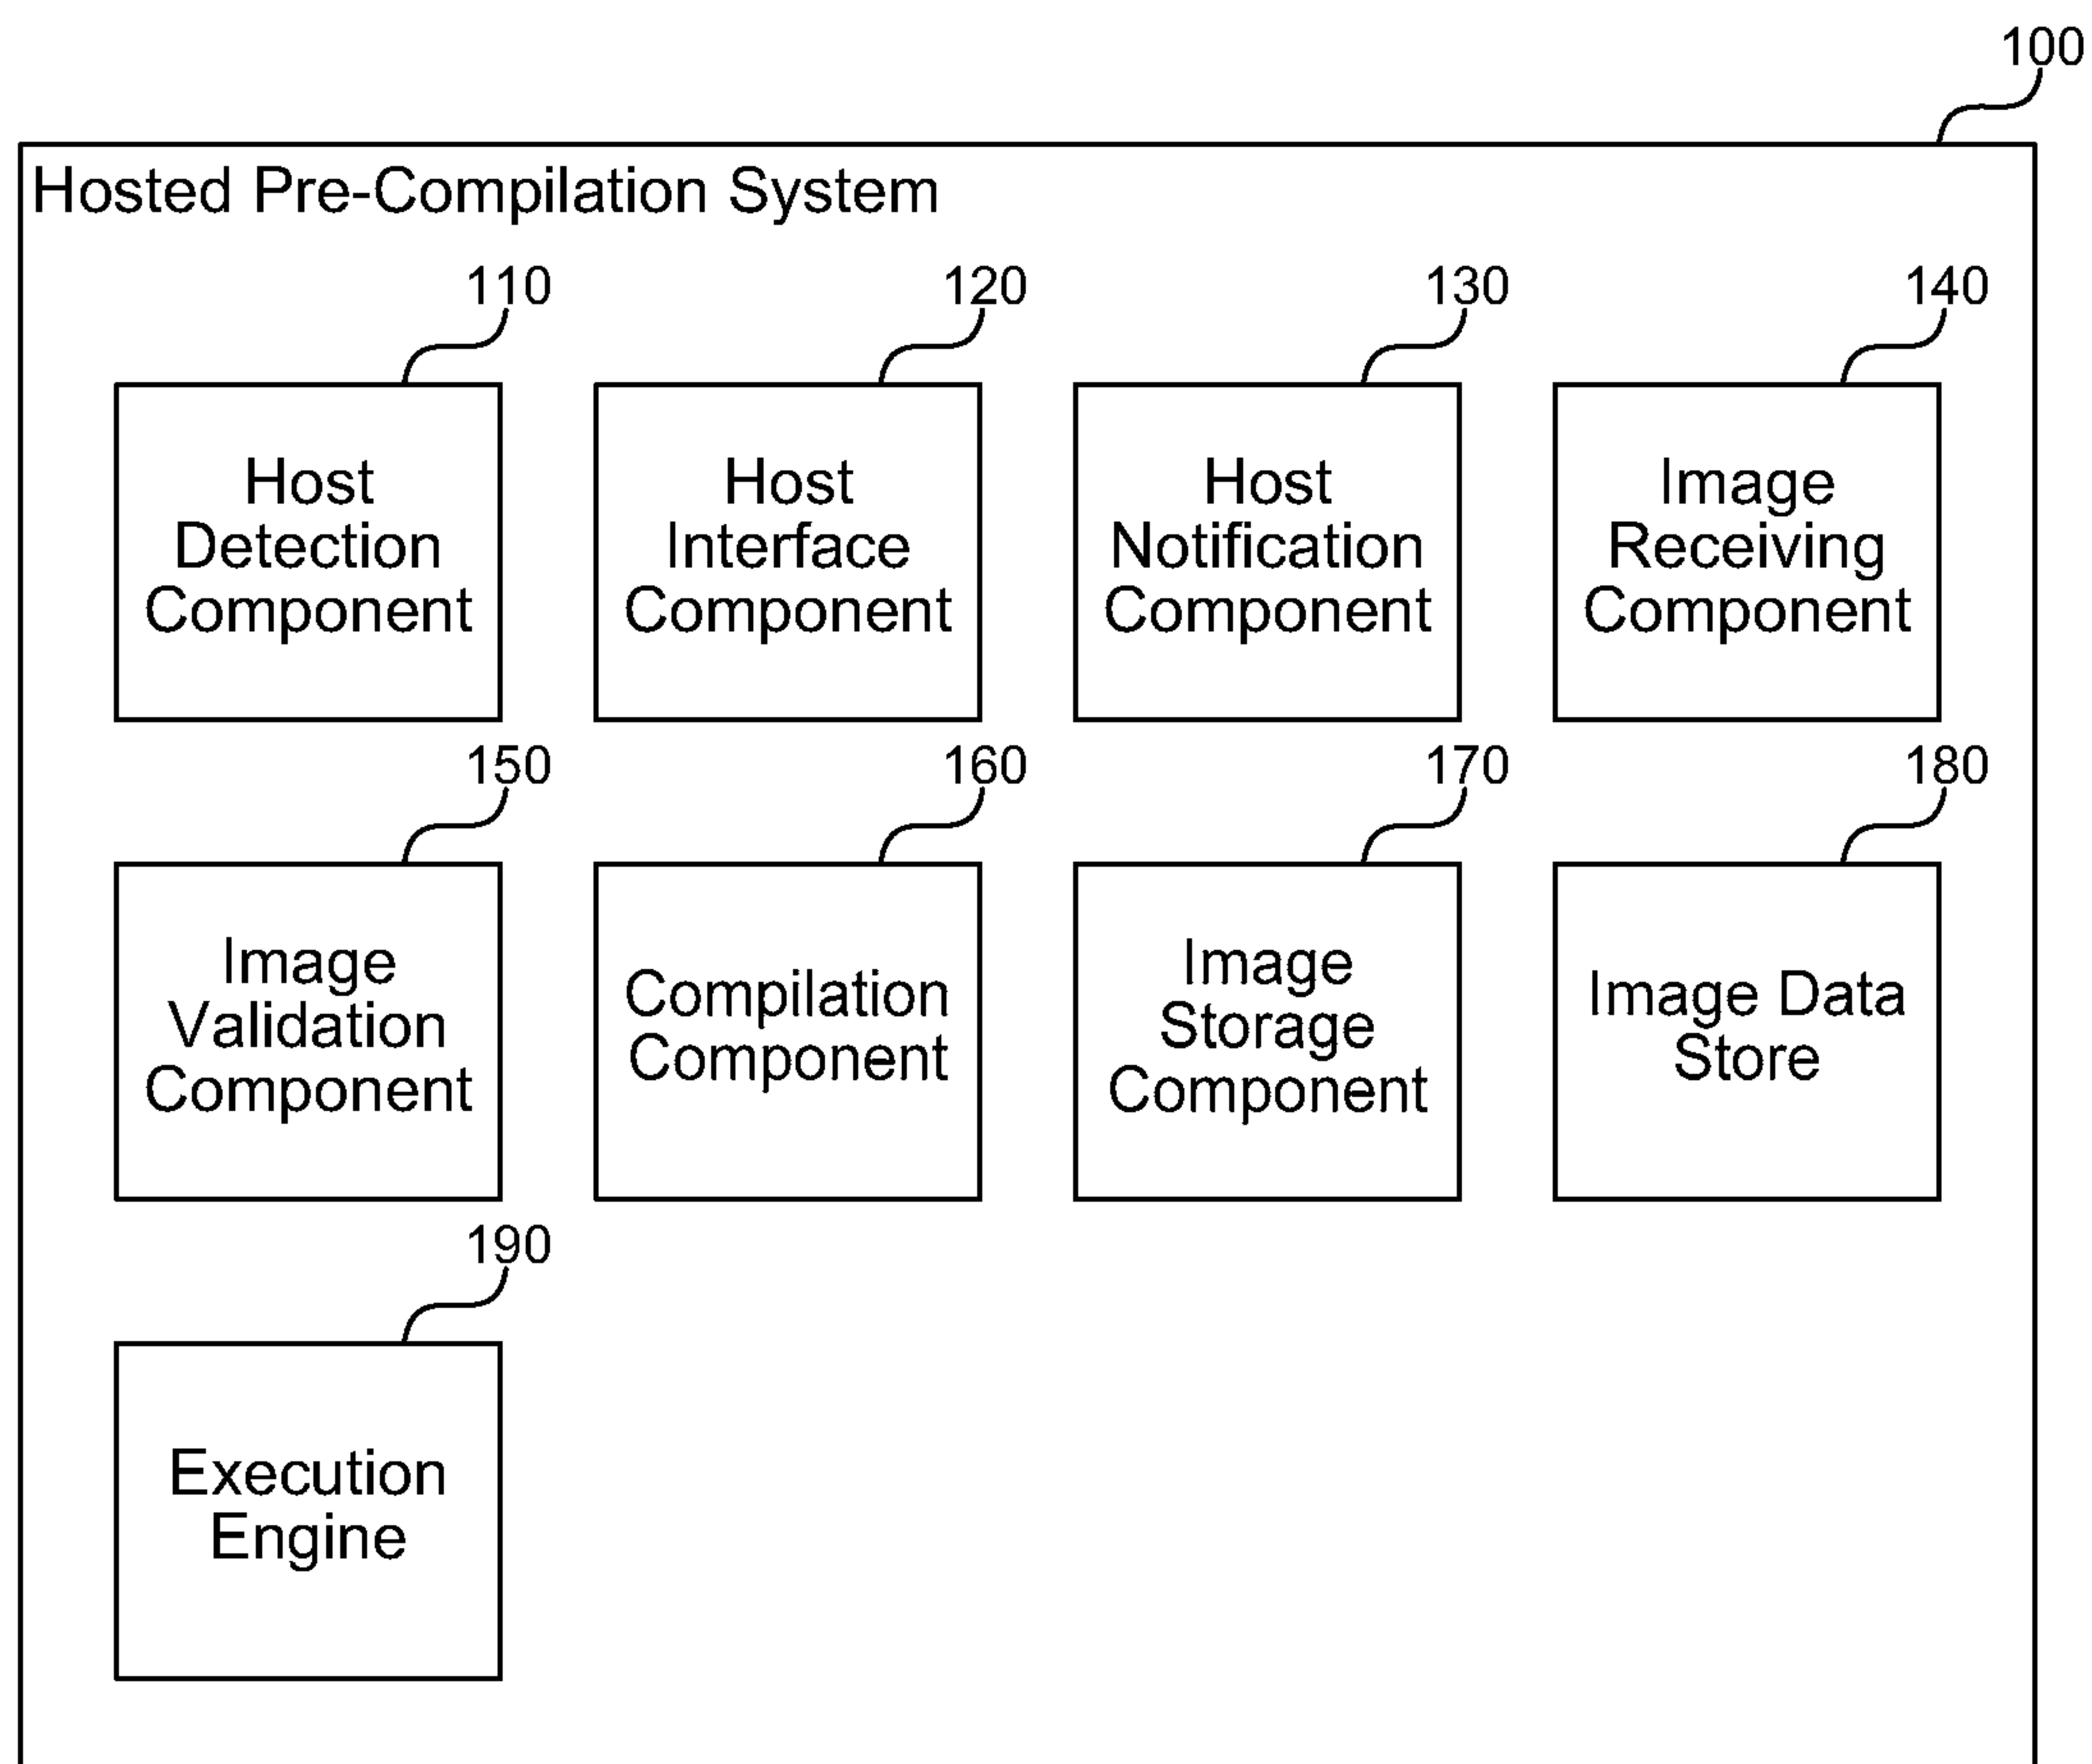 100
Hosted Pre-Compilation System
110
120
130
140
Host
Detection
Component
Host
Interface
Component
Host
Notification
Component
Image
Receiving
Component
150
160
170
180
Image
Validation
Component
Compilation
Component
Image
Storage
Component
Image Data
Store
190
Execution
Engine